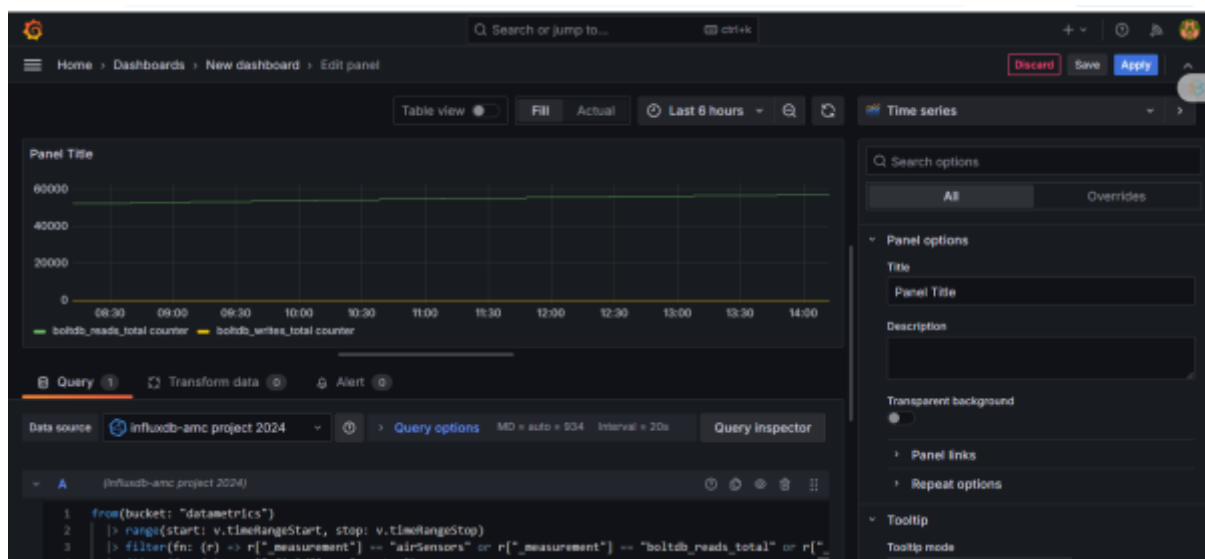 Search or jump to... ctrl+k
Home › Dashboards › New dashboard › Edit panel Discard Save Apply
Table view Fill Actual Last 6 hours Time series
Panel Title
60000
40000
20000
0
08:30 09:00 09:30 10:00 10:30 11:00 11:30 12:00 12:30 13:00 13:30 14:00
boltdb_reads_total counter boltdb_writes_total counter
Query 1 Transform data 0 Alert 0
Data source influxdb-amc project 2024 Query options MD = auto = 934 Interval = 20s Query inspector
A (influxdb-amc project 2024)
1 from(bucket: "datametrics")
2 |> range(start: v.timeRangeStart, stop: v.timeRangeStop)
3 |> filter(fn: (r) => r["_measurement"] == "airSensors" or r["_measurement"] == "boltdb_reads_total" or r["_
Search options
All Overrides
Panel options
Title
Panel Title
Description
Transparent background
Panel links
Repeat options
Tooltip
Tooltip mode